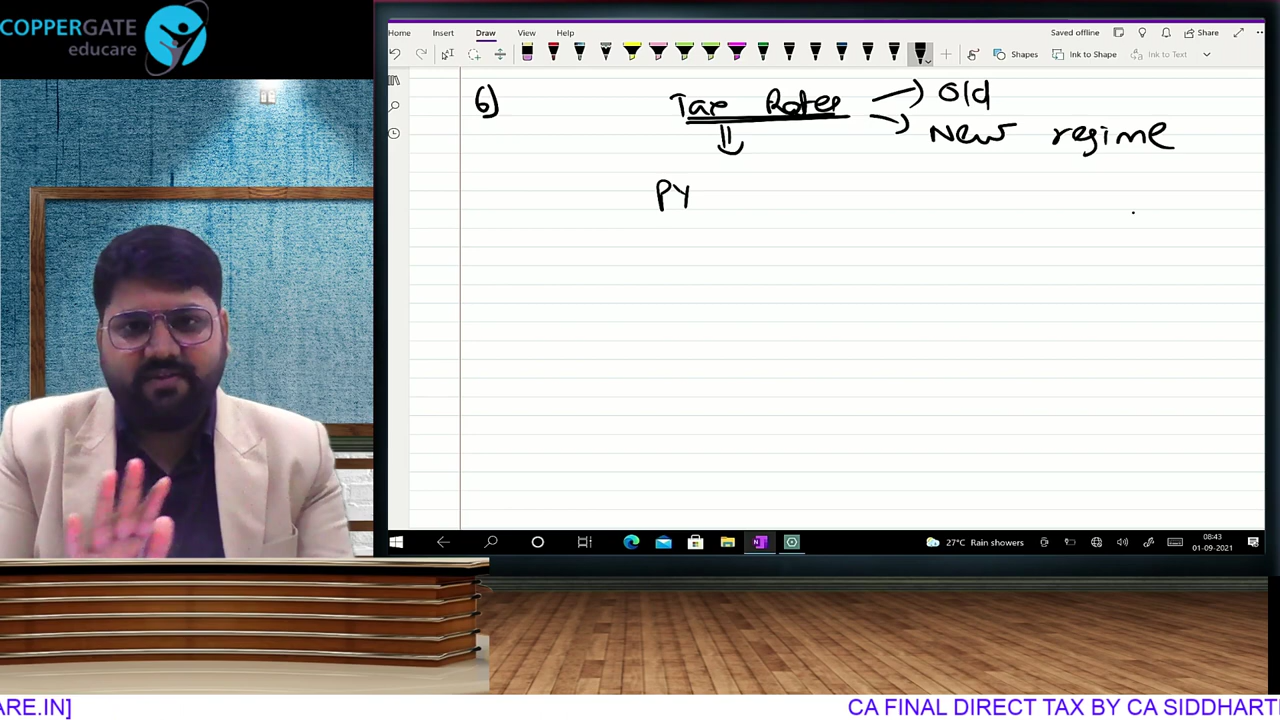 COPPERGATE
educare
Home Insert Draw View Help
Saved offline
Share
Shapes
Ink to Shape
Ink to Text
6)
Tax Rates
Old
New regime
PY
27°C Rain showers
08:43
01-09-2021
ARE.IN]
CA FINAL DIRECT TAX BY CA SIDDHART